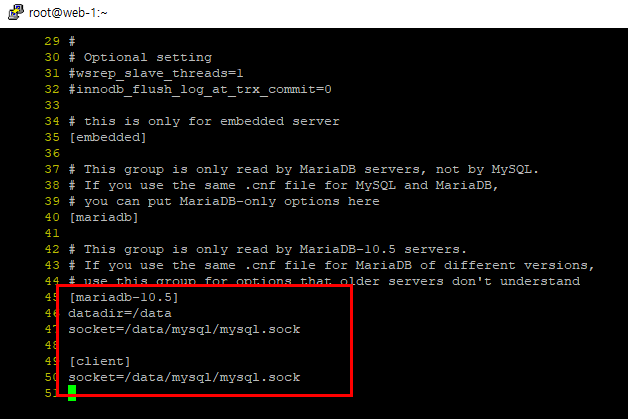 root@web-1:~
29 #
30 # Optional setting
31 #wsrep_slave_threads=1
32 #innodb_flush_log_at_trx_commit=0
33
34 # this is only for embedded server
35 [embedded]
36
37 # This group is only read by MariaDB servers, not by MySQL.
38 # If you use the same .cnf file for MySQL and MariaDB,
39 # you can put MariaDB-only options here
40 [mariadb]
41
42 # This group is only read by MariaDB-10.5 servers.
43 # If you use the same .cnf file for MariaDB of different versions,
44 # use this group for options that older servers don't understand
45 [mariadb-10.5]
46 datadir=/data
47 socket=/data/mysql/mysql.sock
48
49 [client]
50 socket=/data/mysql/mysql.sock
51